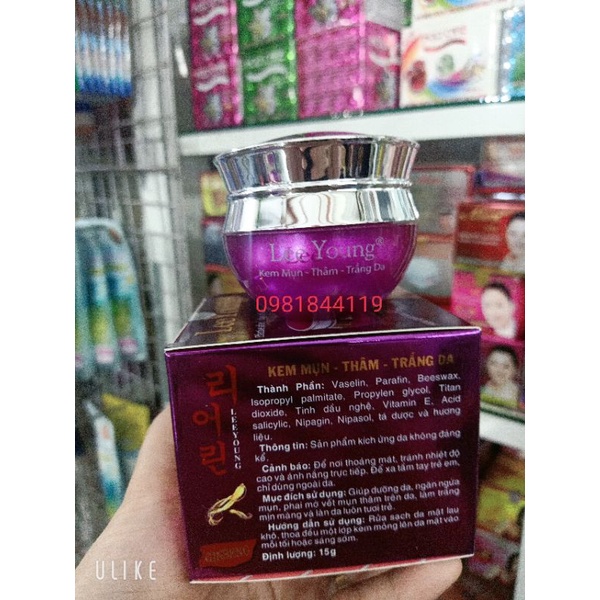 Lee Young®
Kem Mụn - Thâm - Trắng Da
0981844119
KEM MỤN - THÂM - TRẮNG DA
리어린
LEEYOUNG
Thành Phần: Vaselin, Parafin, Beeswax,
Isopropyl palmitate, Propylen glycol, Titan
dioxide, Tinh dầu nghệ, Vitamin E, Acid
salicylic, Nipagin, Nipasol, tá dược và hương
liệu.
Thông tin: Sản phẩm kích ứng da không đáng
kể.
Cảnh báo: Để nơi thoáng mát, tránh nhiệt độ
cao và ánh nắng trực tiếp. Để xa tầm tay trẻ em,
chỉ dùng ngoài da.
Mục đích sử dụng: Giúp dưỡng da, ngăn ngừa
mụn, phai mờ vết mụn thâm trên da, làm trắng
mịn màng và làn da luôn tươi trẻ.
Hướng dẫn sử dụng: Rửa sạch da mặt lau
khô, thoa đều một lớp kem mỏng lên da mặt vào
mỗi tối hoặc sáng sớm.
Định lượng: 15g
ULIKE